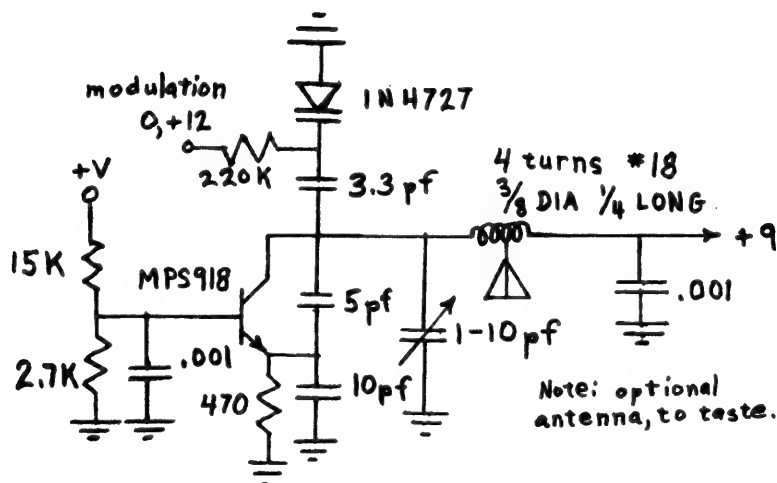 modulation
0,+12
1N4727
220K
3.3 pf
4 turns #18
3/8 DIA 1/4 LONG
+9
+V
15K
MPS918
5pf
.001
1-10pf
2.7K
.001
470
10pf
Note: optional
antenna, to taste.